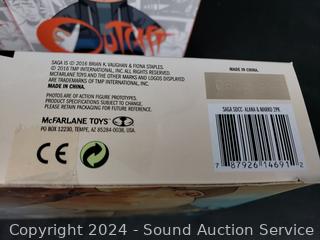 OUTCAST
SAGA IS © 2016 BRIAN K. VAUGHAN & FIONA STAPLES.
© 2016 TMP INTERNATIONAL, INC. ALL RIGHTS RESERVED.
MCFARLANE TOYS AND THE OTHER MARKS AND LOGOS DISPLAYED
ARE TRADEMARKS OF TMP INTERNATIONAL, INC.
MADE IN CHINA.
PHOTOS ARE OF ACTION FIGURE PROTOTYPES.
PRODUCT SPECIFICATIONS SUBJECT TO CHANGE.
PLEASE RETAIN PACKAGING FOR FUTURE REFERENCE.
MCFARLANE TOYS
PO BOX 12230, TEMPE, AZ 85284-0038, USA.
CE
MADE IN CHINA
SAGA SDCC ALANA & MARKO 2PK
7 87926 14691 2
Copyright 2024 - Sound Auction Service